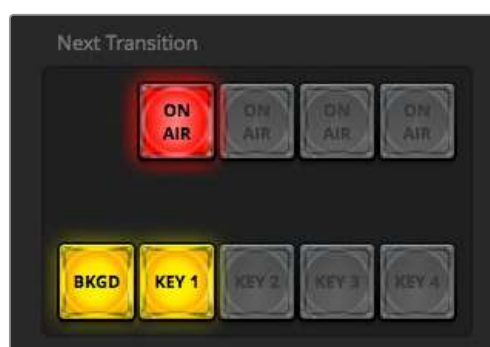 Next Transition
ON AIR ON AIR ON AIR ON AIR
BKGD KEY 1 KEY 2 KEY 3 KEY 4